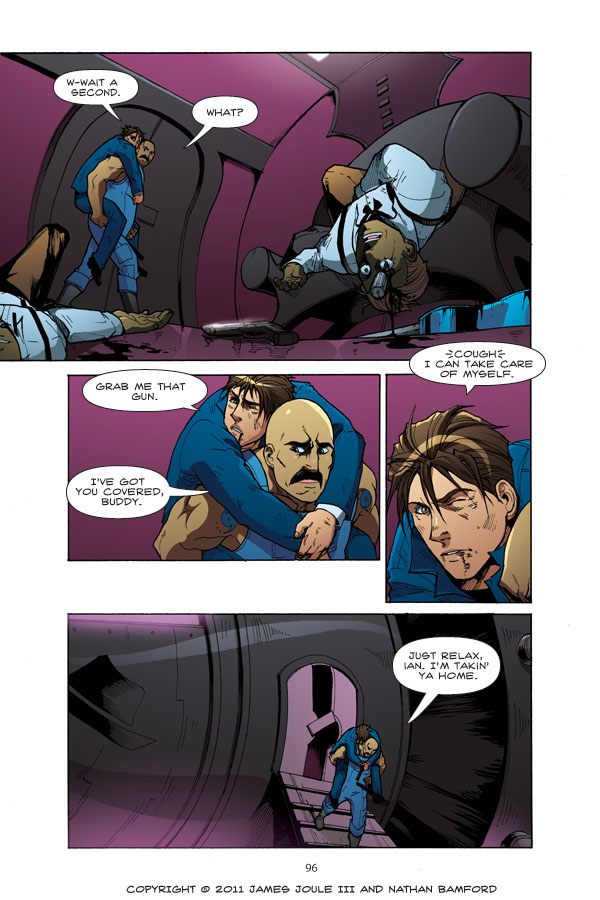 W-WAIT A
SECOND.
WHAT?
GRAB ME THAT
GUN.
I'VE GOT
YOU COVERED,
BUDDY.
COUGH
I CAN TAKE CARE
OF MYSELF.
JUST RELAX,
IAN. I'M TAKIN'
YA HOME.
96
COPYRIGHT © 2011 JAMES JOULE III AND NATHAN BAMFORD